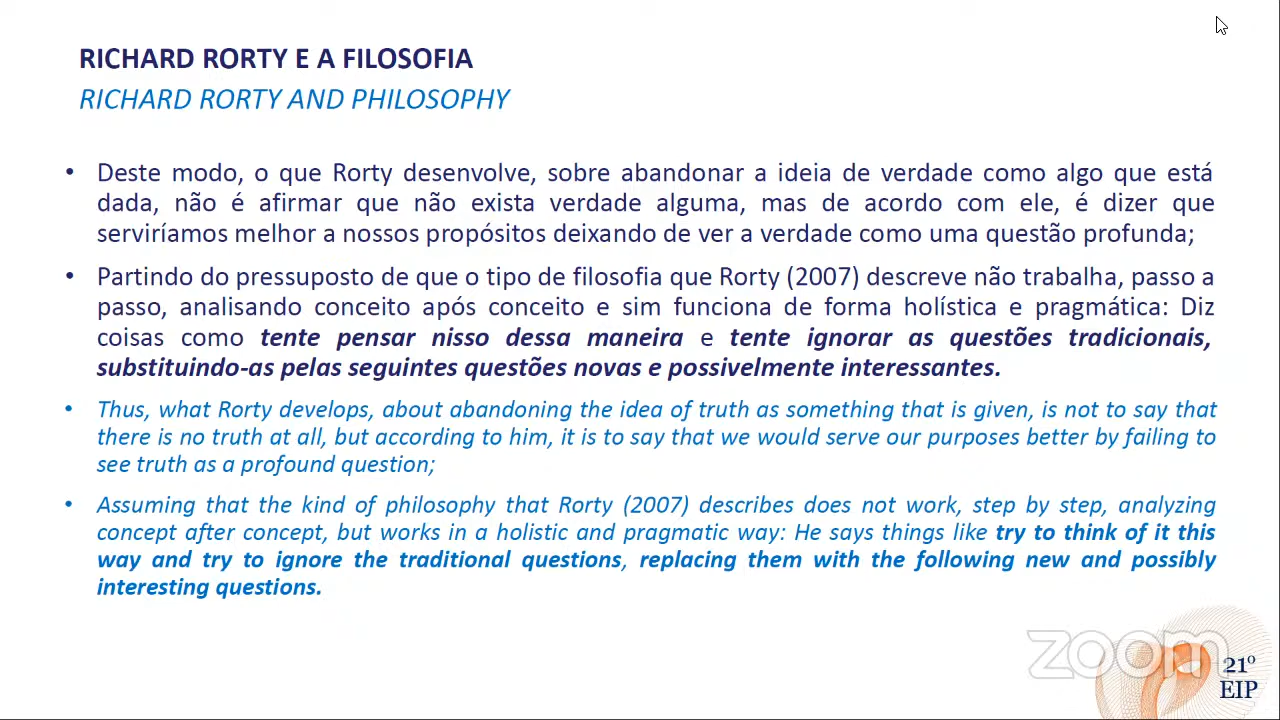 RICHARD RORTY E A FILOSOFIA
RICHARD RORTY AND PHILOSOPHY
• Deste modo, o que Rorty desenvolve, sobre abandonar a ideia de verdade como algo que está
dada, não é afirmar que não exista verdade alguma, mas de acordo com ele, é dizer que
serviríamos melhor a nossos propósitos deixando de ver a verdade como uma questão profunda;
• Partindo do pressuposto de que o tipo de filosofia que Rorty (2007) descreve não trabalha, passo a
passo, analisando conceito após conceito e sim funciona de forma holística e pragmática: Diz
coisas como tente pensar nisso dessa maneira e tente ignorar as questões tradicionais,
substituindo-as pelas seguintes questões novas e possivelmente interessantes.
• Thus, what Rorty develops, about abandoning the idea of truth as something that is given, is not to say that
there is no truth at all, but according to him, it is to say that we would serve our purposes better by failing to
see truth as a profound question;
• Assuming that the kind of philosophy that Rorty (2007) describes does not work, step by step, analyzing
concept after concept, but works in a holistic and pragmatic way: He says things like try to think of it this
way and try to ignore the traditional questions, replacing them with the following new and possibly
interesting questions.
zoom
21º
EIP